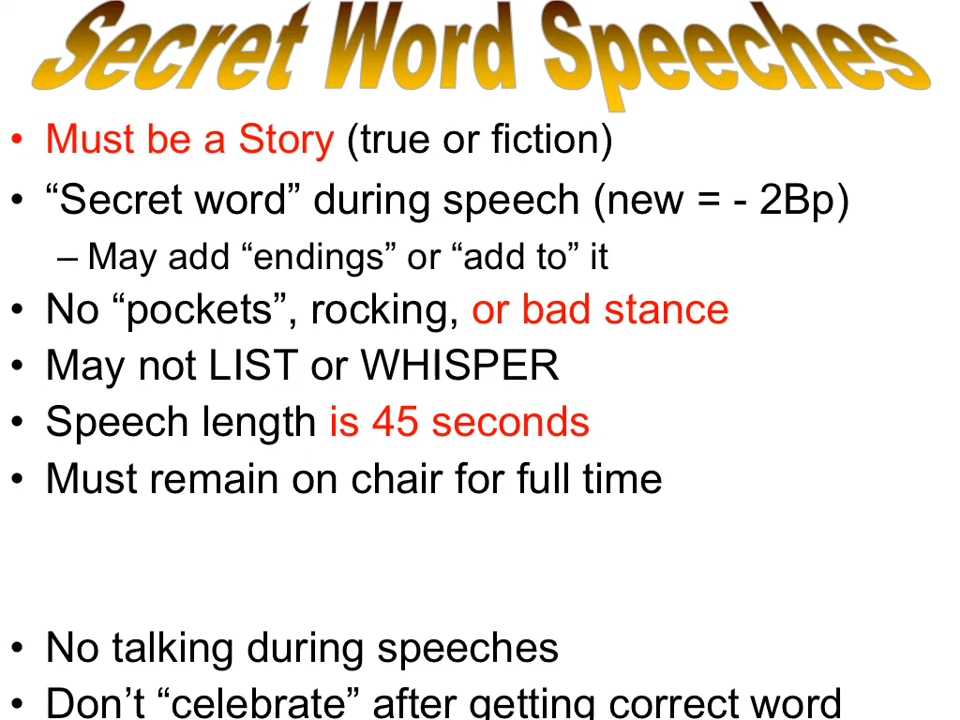 Secret Word Speeches
• Must be a Story (true or fiction)
• “Secret word” during speech (new = - 2Bp)
– May add “endings” or “add to” it
• No “pockets”, rocking, or bad stance
• May not LIST or WHISPER
• Speech length is 45 seconds
• Must remain on chair for full time
• No talking during speeches
• Don’t “celebrate” after getting correct word